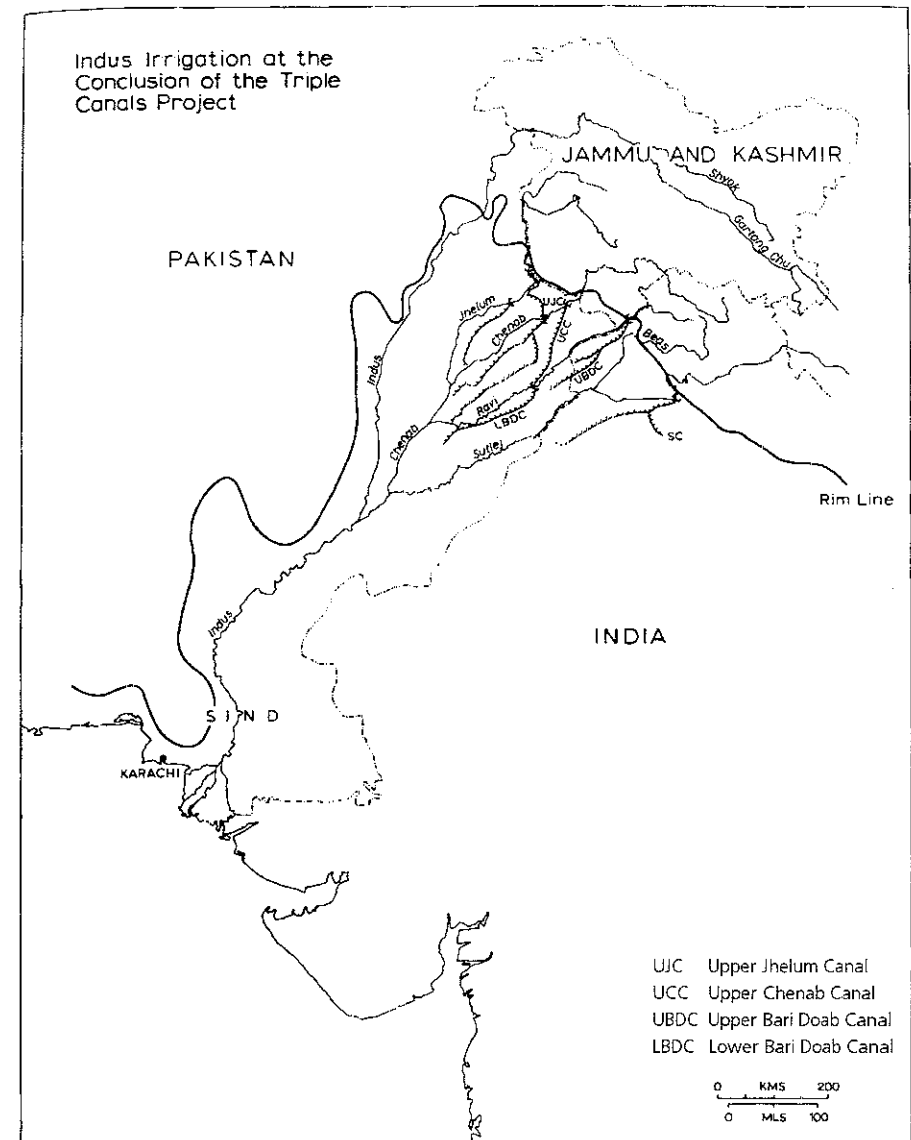 Indus Irrigation at the
Conclusion of the Triple
Canals Project
JAMMU AND KASHMIR
Shyok
Gartang Chu
PAKISTAN
Jhelum
UJC
Chenab
UCC
Beas
Indus
UBDC
Ravi
LBDC
Chenab
SC
Sutlej
Rim Line
Indus
INDIA
SIND
KARACHI
UJC Upper Jhelum Canal
UCC Upper Chenab Canal
UBDC Upper Bari Doab Canal
LBDC Lower Bari Doab Canal
0 KMS 200
0 MLS 100